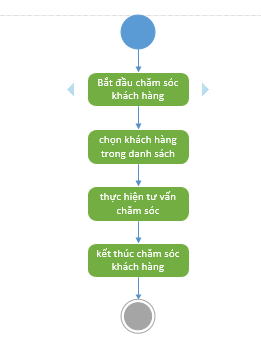 Bắt đầu chăm sóc
khách hàng
chọn khách hàng
trong danh sách
thực hiện tư vấn
chăm sóc
kết thúc chăm sóc
khách hàng